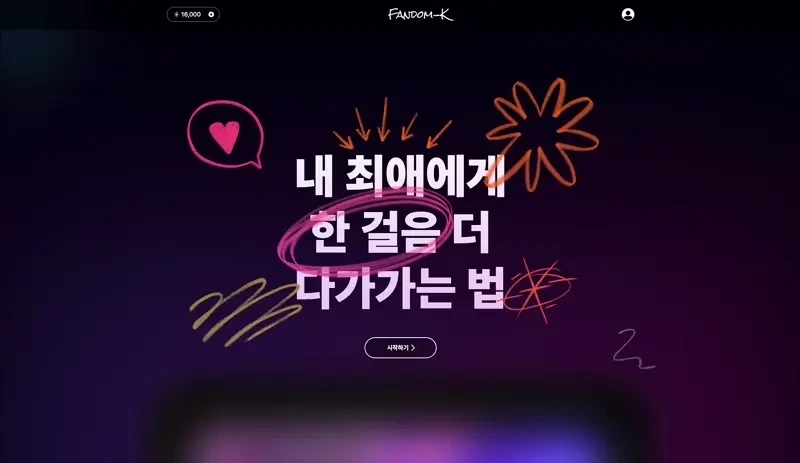 16,000
FANDOM-K
내 최애에게
한 걸음 더
다가가는 법
시작하기 >